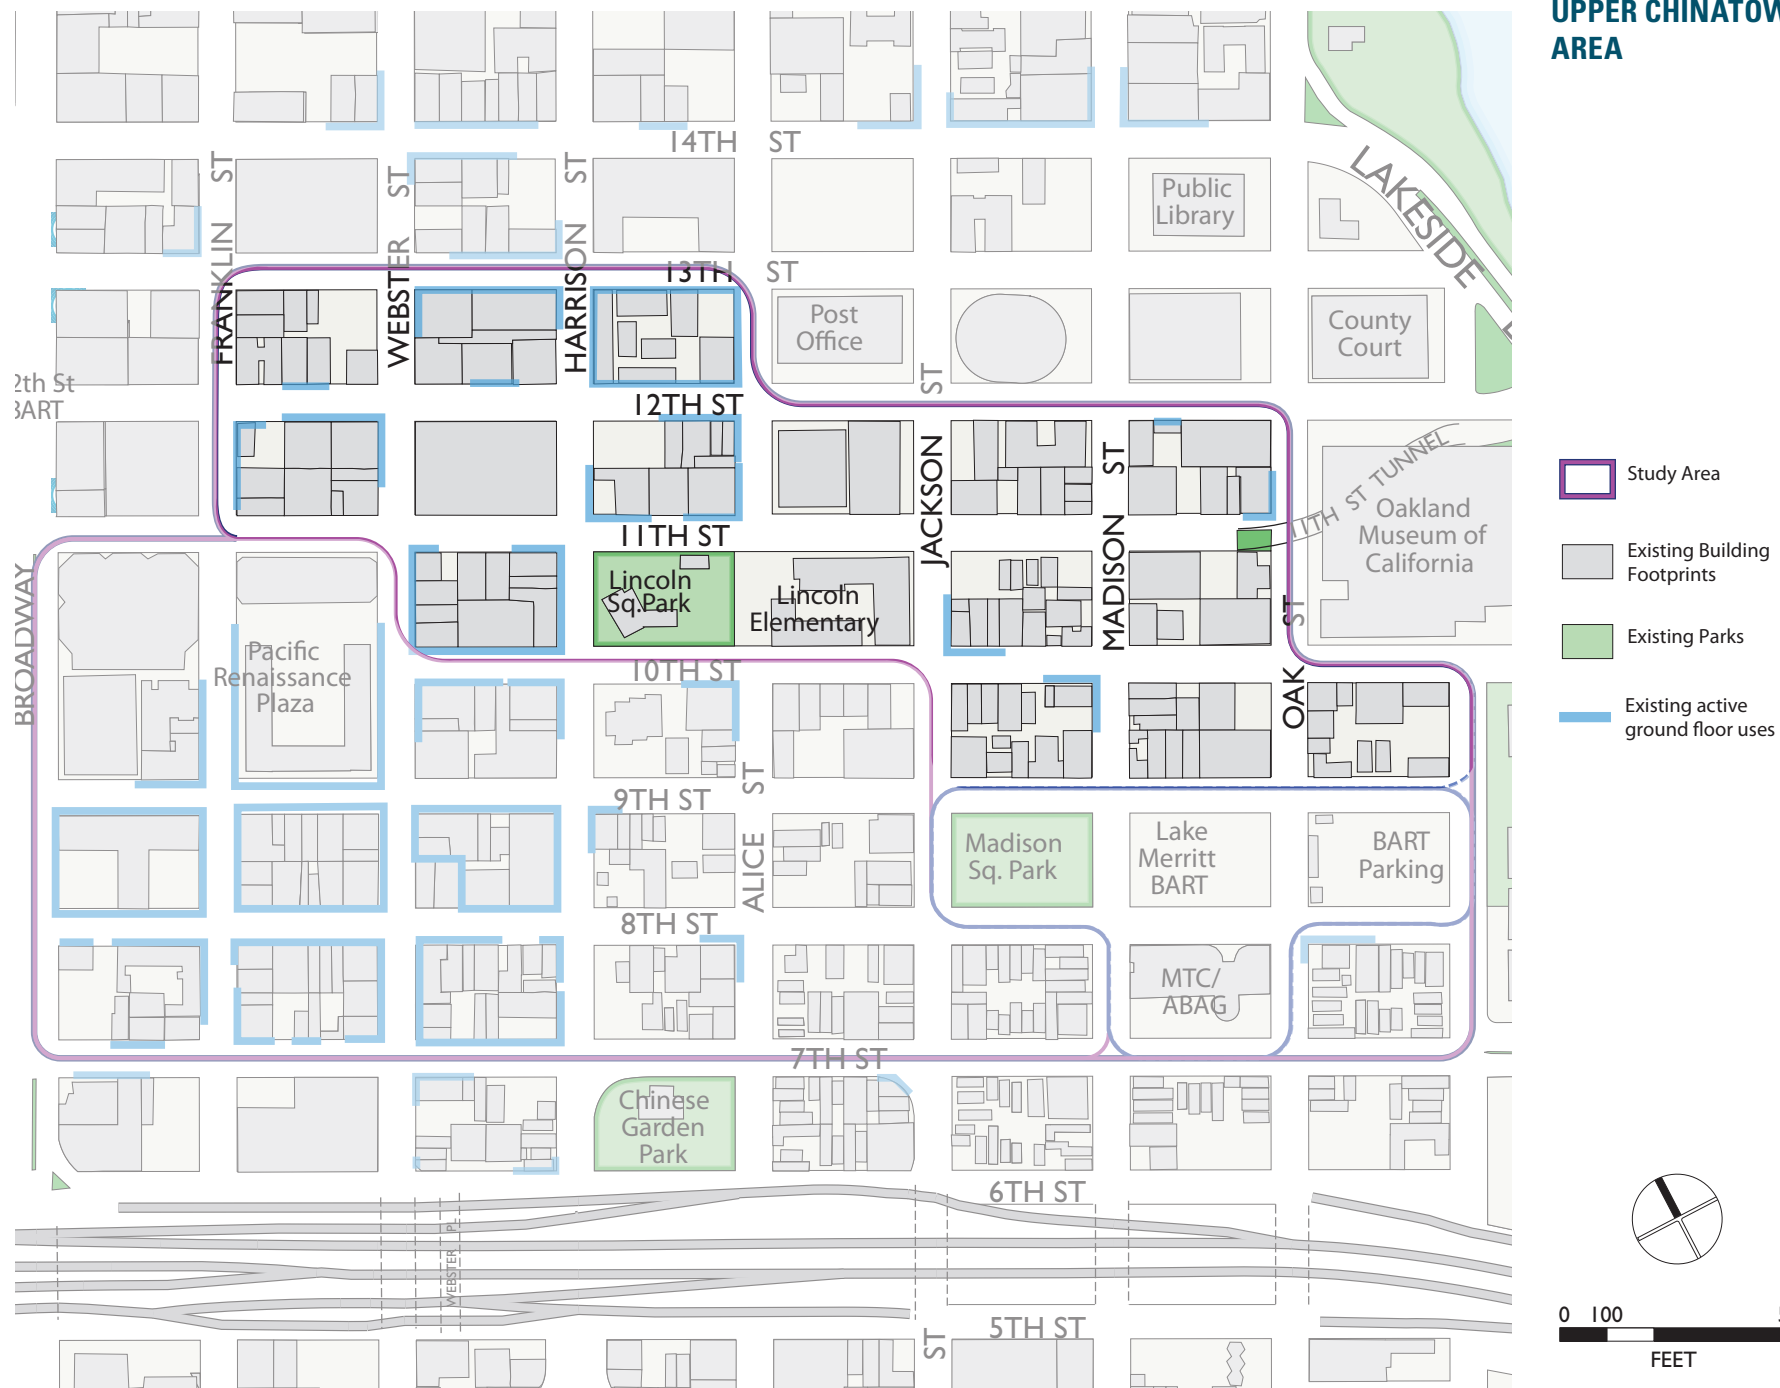 UPPER CHINATOW
AREA
14TH ST
Public
Library
LAKESIDE
FRANKLIN ST
WEBSTER ST
HARRISON ST
13TH ST
Post
Office
County
Court
2th St
BART
12TH ST
JACKSON ST
MADISON ST
11TH ST TUNNEL
Oakland
Museum of
California
11TH ST
Lincoln
Sq.Park
Lincoln
Elementary
BROADWAY
Pacific
Renaissance
Plaza
10TH ST
OAK ST
9TH ST
ALICE ST
Madison
Sq. Park
Lake
Merritt
BART
BART
Parking
8TH ST
MTC/
ABAG
7TH ST
Chinese
Garden
Park
6TH ST
WEBSTER PL
5TH ST
ST
Study Area
Existing Building
Footprints
Existing Parks
Existing active
ground floor uses
0 100
FEET